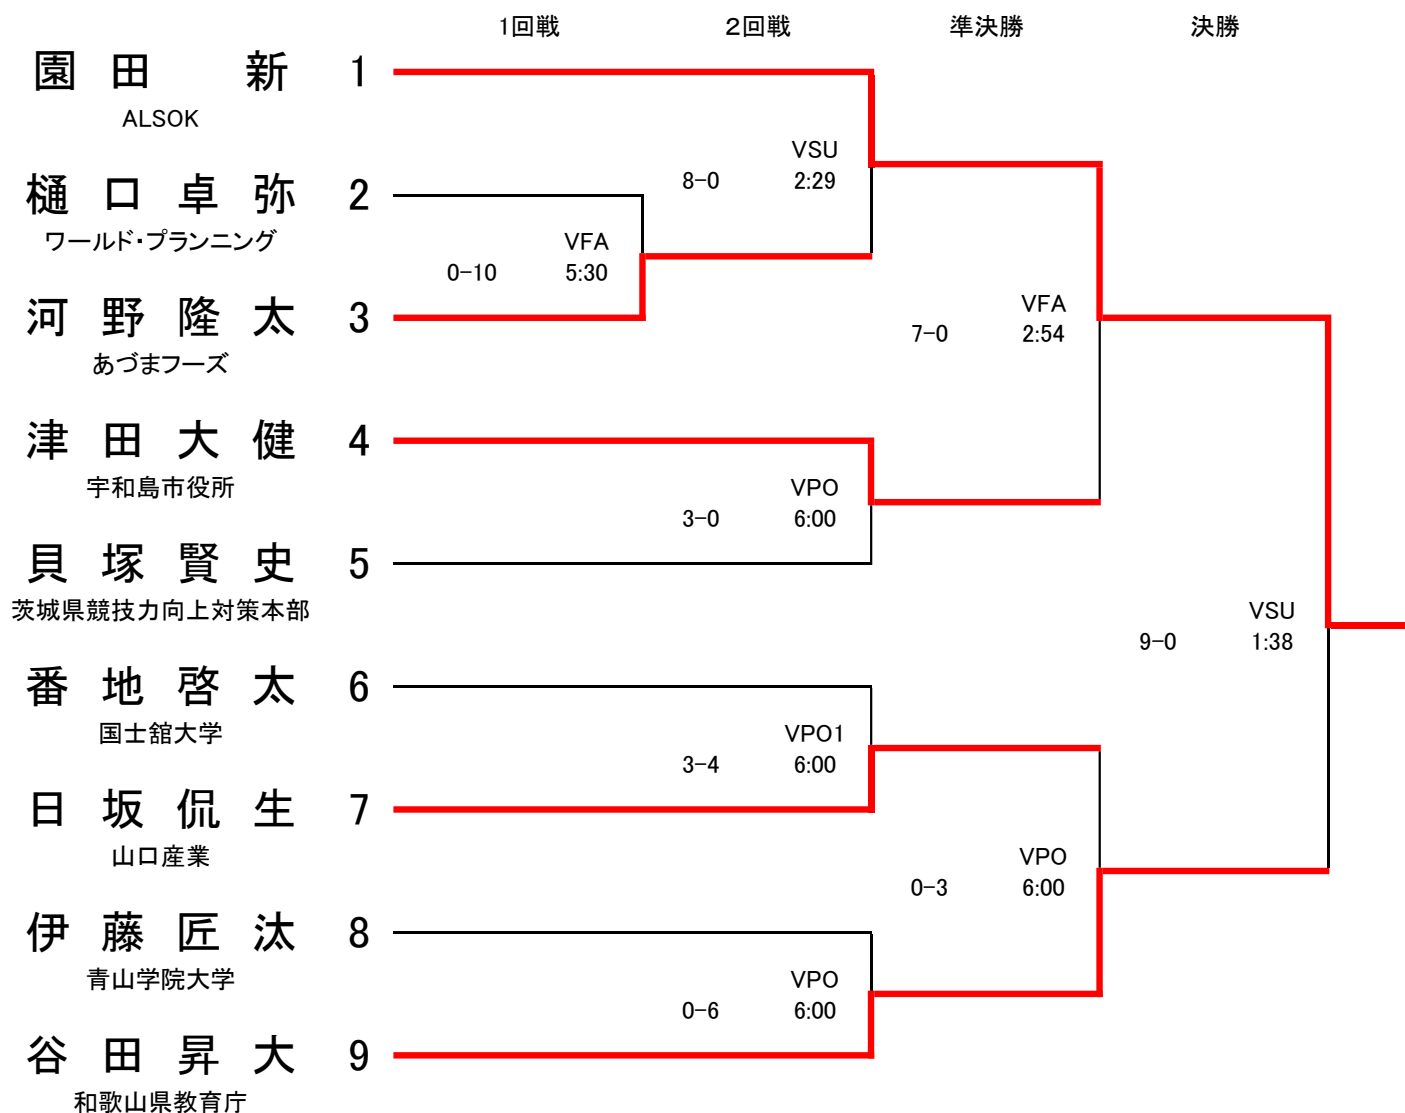 1回戦 2回戦 準決勝 決勝
園田 新 1
ALSOK
VSU
8-0 2:29
樋口卓弥 2
ワールド・プランニング
VFA
0-10 5:30
河野隆太 3
あづまフーズ
VFA
7-0 2:54
津田大健 4
宇和島市役所
VPO
3-0 6:00
貝塚賢史 5
茨城県競技力向上対策本部
VSU
9-0 1:38
番地啓太 6
国士舘大学
VPO1
3-4 6:00
日坂侃生 7
山口産業
VPO
0-3 6:00
伊藤匠汰 8
青山学院大学
VPO
0-6 6:00
谷田昇大 9
和歌山県教育庁